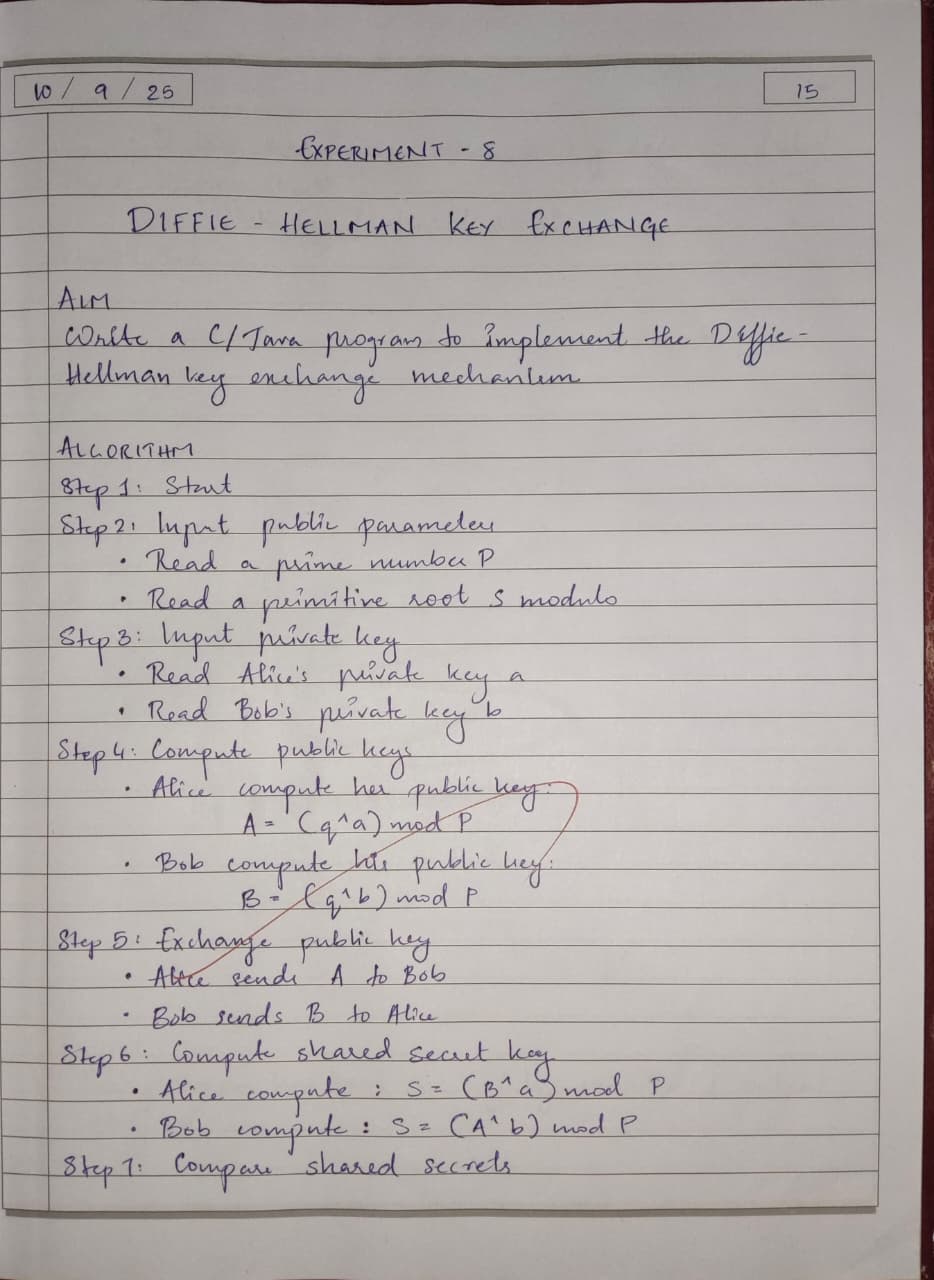 10 / 9 / 25
15
EXPERIMENT - 8
DIFFIE - HELLMAN KEY EXCHANGE
AIM
Write a C/Java program to implement the Diffie-
Hellman key exchange mechanism
ALGORITHM
Step 1: Start
Step 2: Input public parameters
• Read a prime number P
• Read a primitive root S modulo
Step 3: Input private key
• Read Alice's private key a
• Read Bob's private key b
Step 4: Compute public keys
• Alice compute her public key:
A = (q^a) mod P
• Bob compute his public key:
B = (q^b) mod P
Step 5: Exchange public key
• Alice sends A to Bob
• Bob sends B to Alice
Step 6: Compute shared secret key
• Alice compute : S = (B^a) mod P
• Bob compute : S = (A^b) mod P
Step 7: Compare shared secrets